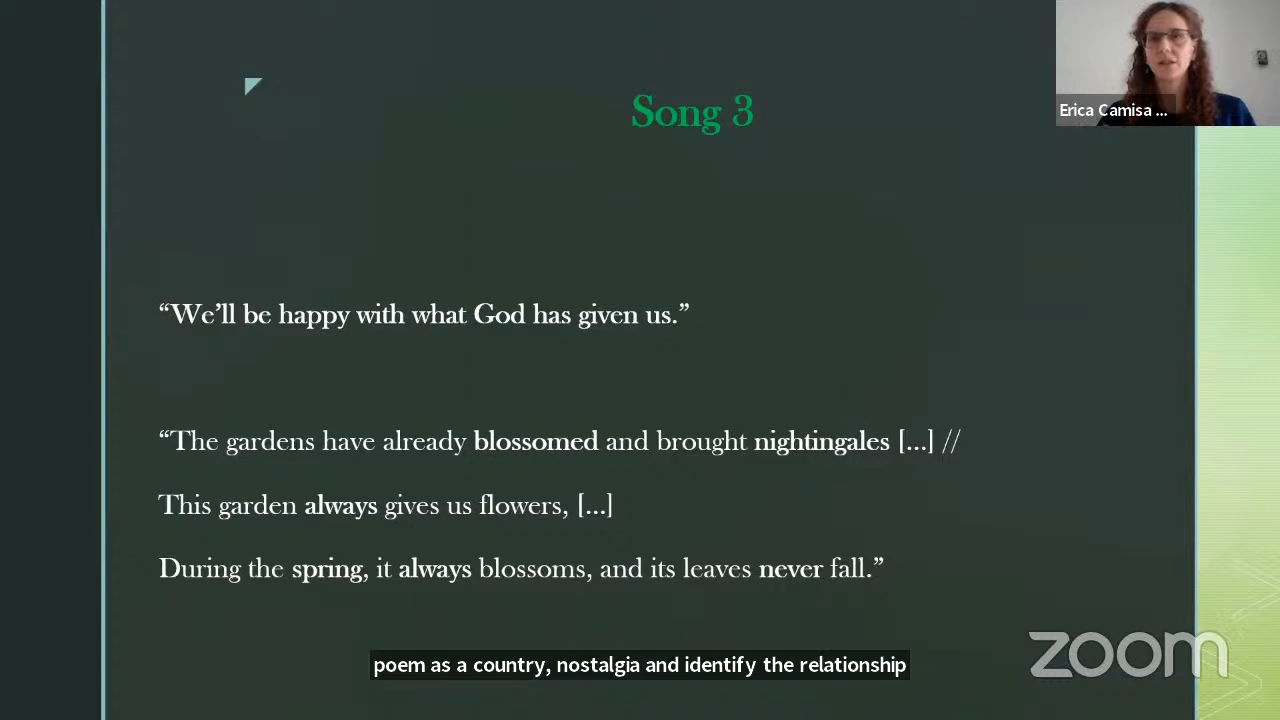 Song 3
Erica Camisa ...
“We’ll be happy with what God has given us.”
“The gardens have already blossomed and brought nightingales [...] //
This garden always gives us flowers, [...]
During the spring, it always blossoms, and its leaves never fall.”
zoom
poem as a country, nostalgia and identify the relationship